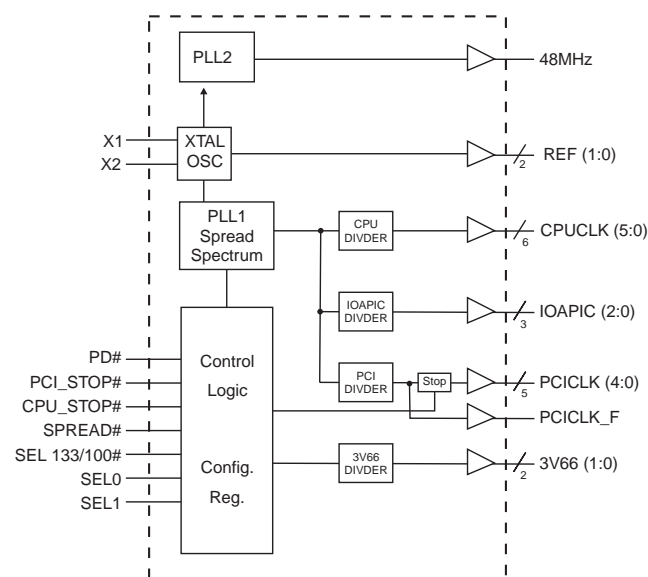 PLL2
48MHz
X1
X2
XTAL
OSC
2
REF (1:0)
PLL1
Spread
Spectrum
CPU
DIVDER
6
CPUCLK (5:0)
IOAPIC
DIVDER
3
IOAPIC (2:0)
PD#
PCI_STOP#
CPU_STOP#
SPREAD#
SEL 133/100#
SEL0
SEL1
Control
Logic
Config.
Reg.
PCI
DIVDER
Stop
5
PCICLK (4:0)
PCICLK_F
3V66
DIVDER
2
3V66 (1:0)